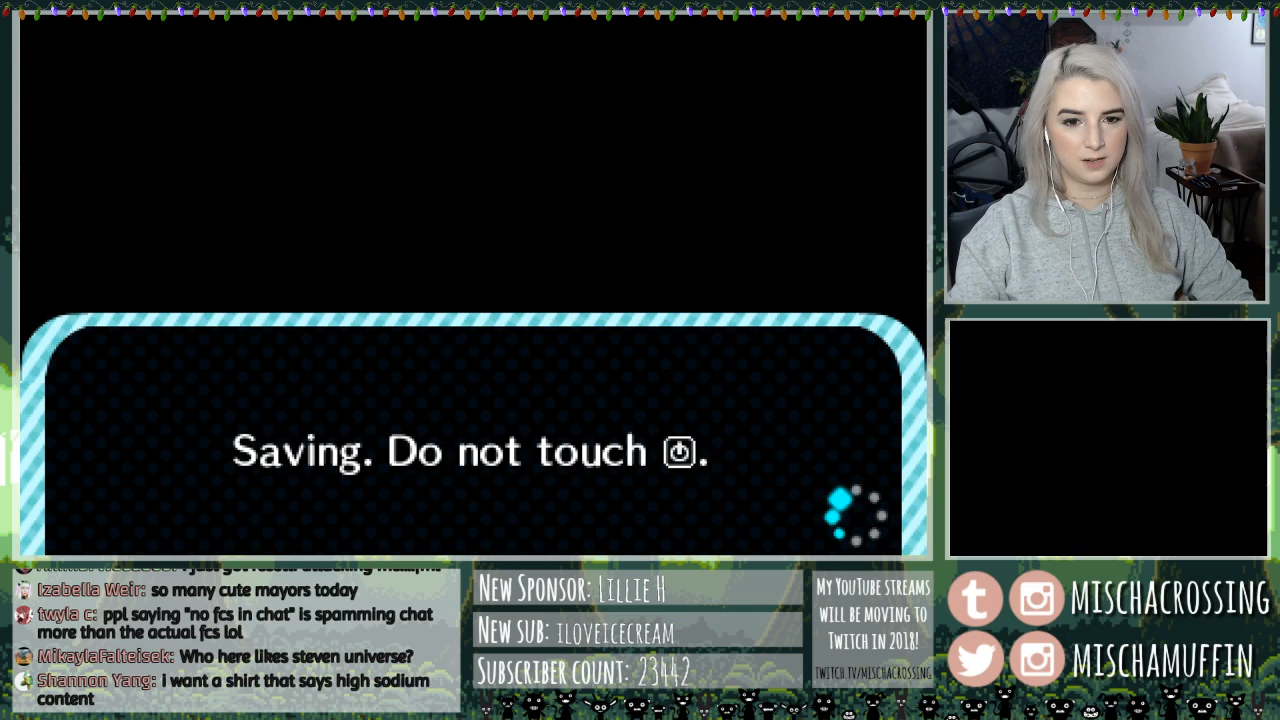 Saving. Do not touch
Izabella Weir: so many cute mayors today
twyla c: ppl saying "no fcs in chat" is spamming chat
more than the actual fcs lol
MikaylaFalteisek: Who here likes steven universe?
Shannon Yang: i want a shirt that says high sodium
content
NEW SPONSOR: LILLIE H
NEW SUB: ILOVEICECREAM
SUBSCRIBER COUNT: 23442
MY YOUTUBE STREAMS
WILL BE MOVING TO
TWITCH IN 2018!
TWITCH.TV/MISCHACROSSING
MISCHACROSSING
MISCHAMUFFIN